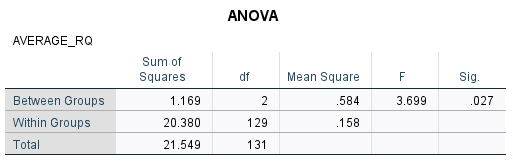 ANOVA
AVERAGE_RQ
Sum of Squares df Mean Square F Sig.
Between Groups 1.169 2 .584 3.699 .027
Within Groups 20.380 129 .158
Total 21.549 131